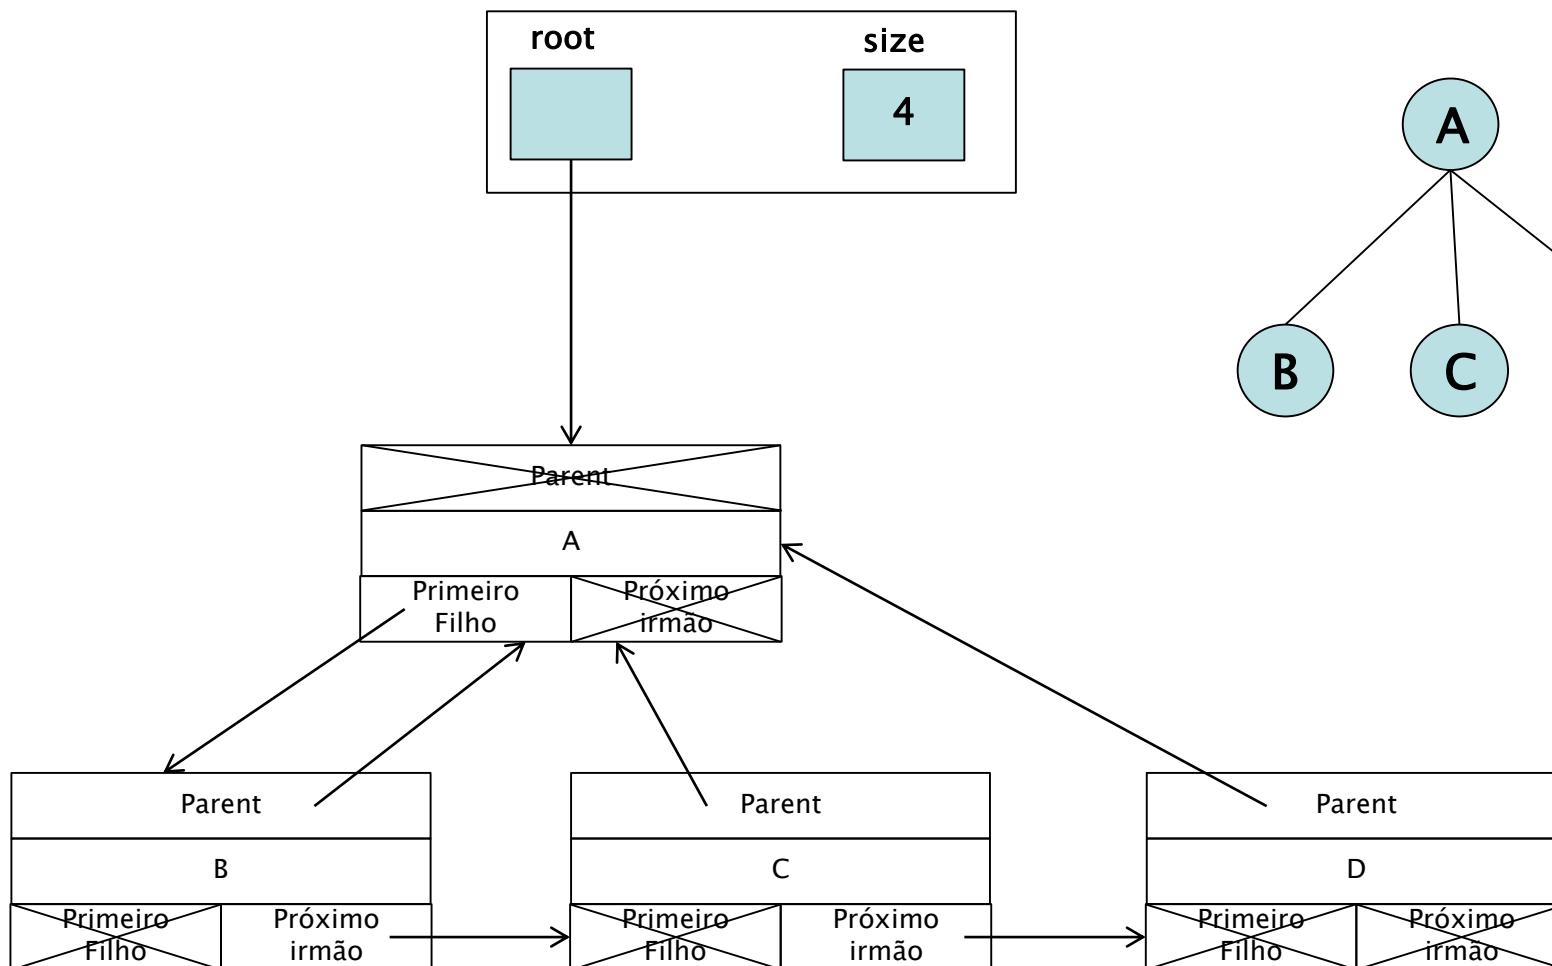 root
size
4
A
B
C
Parent
A
Primeiro
Filho
Próximo
irmão
Parent
B
Primeiro
Filho
Próximo
irmão
Parent
C
Primeiro
Filho
Próximo
irmão
Parent
D
Primeiro
Filho
Próximo
irmão